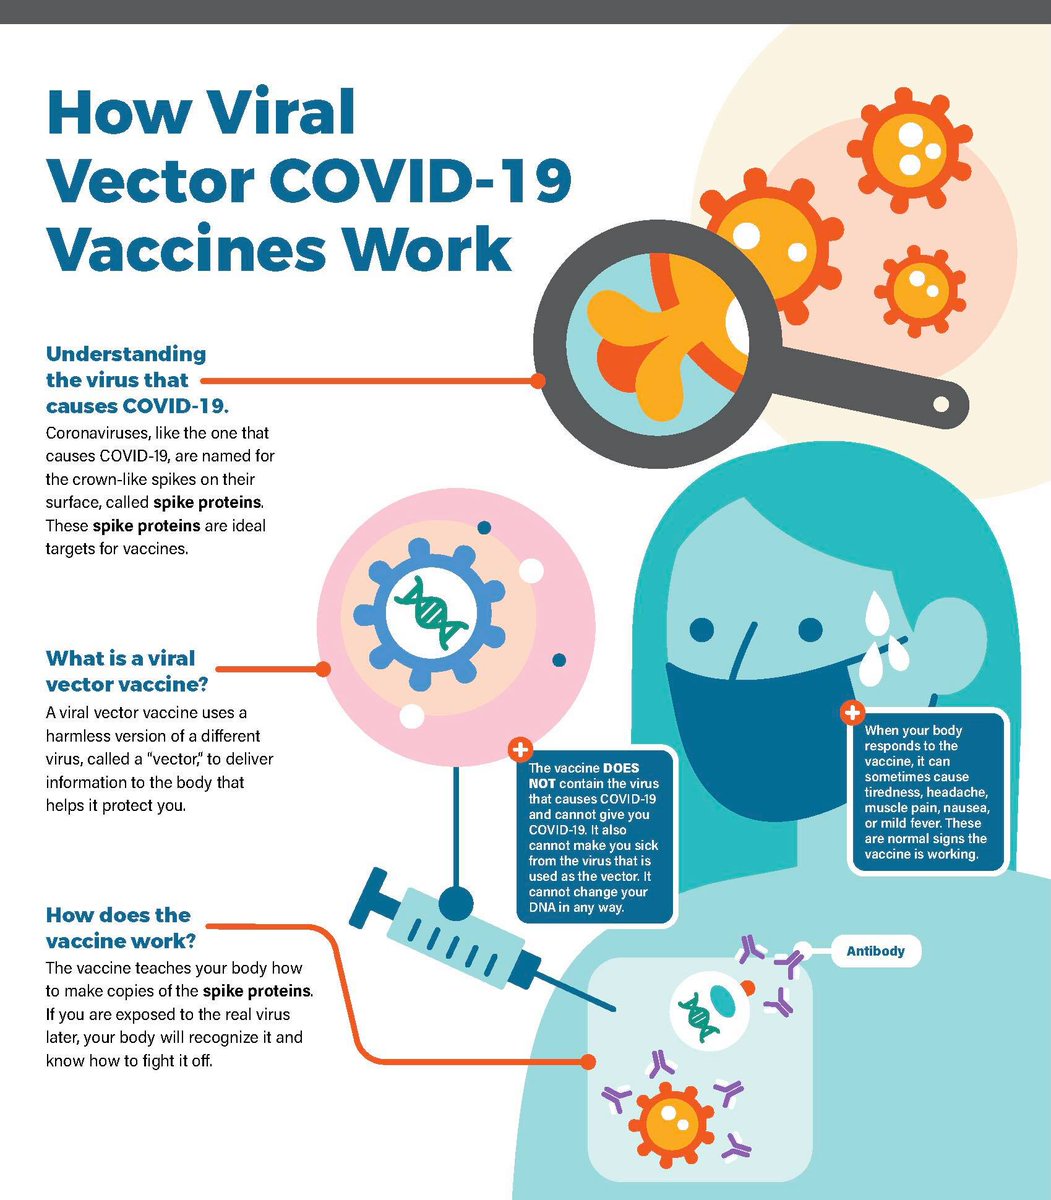 How Viral
Vector COVID-19
Vaccines Work
Understanding
the virus that
causes COVID-19.
Coronaviruses, like the one that
causes COVID-19, are named for
the crown-like spikes on their
surface, called spike proteins.
These spike proteins are ideal
targets for vaccines.
What is a viral
vector vaccine?
A viral vector vaccine uses a
harmless version of a different
virus, called a “vector,” to deliver
information to the body that
helps it protect you.
The vaccine DOES
NOT contain the virus
that causes COVID-19
and cannot give you
COVID-19. It also
cannot make you sick
from the virus that is
used as the vector. It
cannot change your
DNA in any way.
When your body
responds to the
vaccine, it can
sometimes cause
tiredness, headache,
muscle pain, nausea,
or mild fever. These
are normal signs the
vaccine is working.
How does the
vaccine work?
The vaccine teaches your body how
to make copies of the spike proteins.
If you are exposed to the real virus
later, your body will recognize it and
know how to fight it off.
Antibody